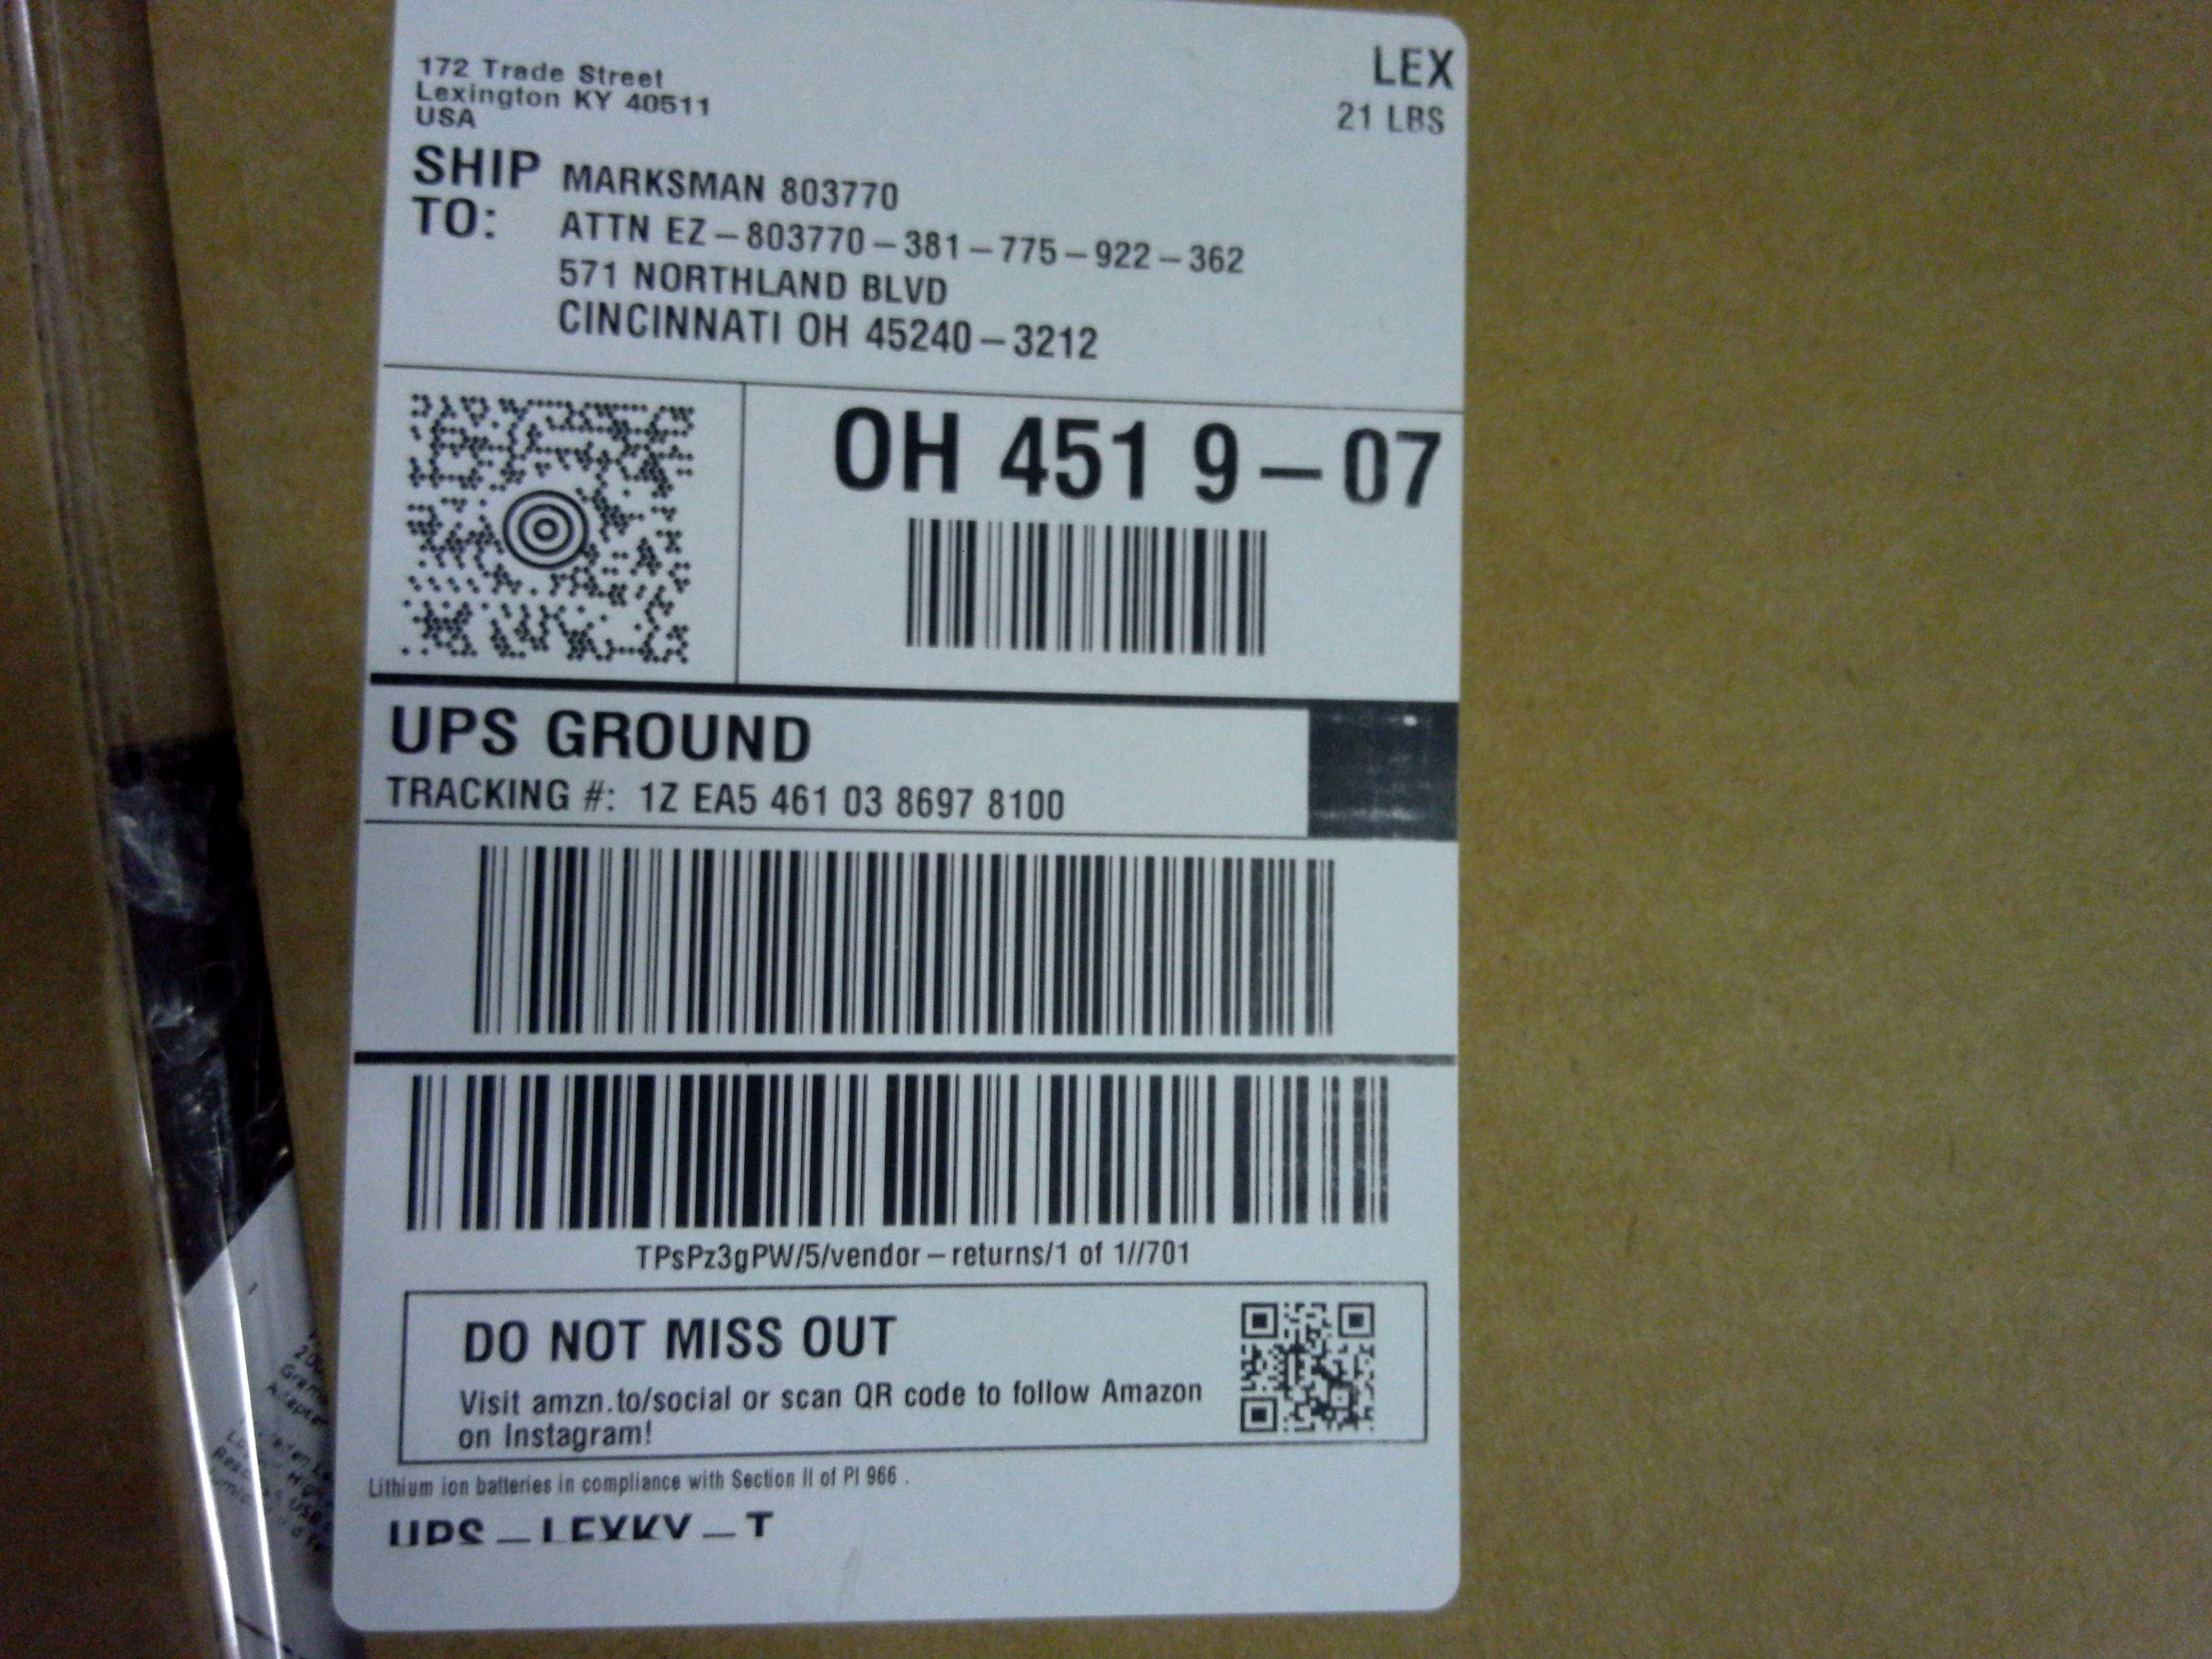 172 Trade Street
Lexington KY 40511
USA
LEX
21 LBS
SHIP TO:
MARKSMAN 803770
ATTN EZ–803770–381–775–922–362
571 NORTHLAND BLVD
CINCINNATI OH 45240–3212
OH 451 9–07
UPS GROUND
TRACKING #: 1Z EA5 461 03 8697 8100
TPsPz3gPW/5/vendor–returns/1 of 1//701
DO NOT MISS OUT
Visit amzn.to/social or scan QR code to follow Amazon
on Instagram!
Lithium ion batteries in compliance with Section II of PI 966 .
UPS – LEXKY – T